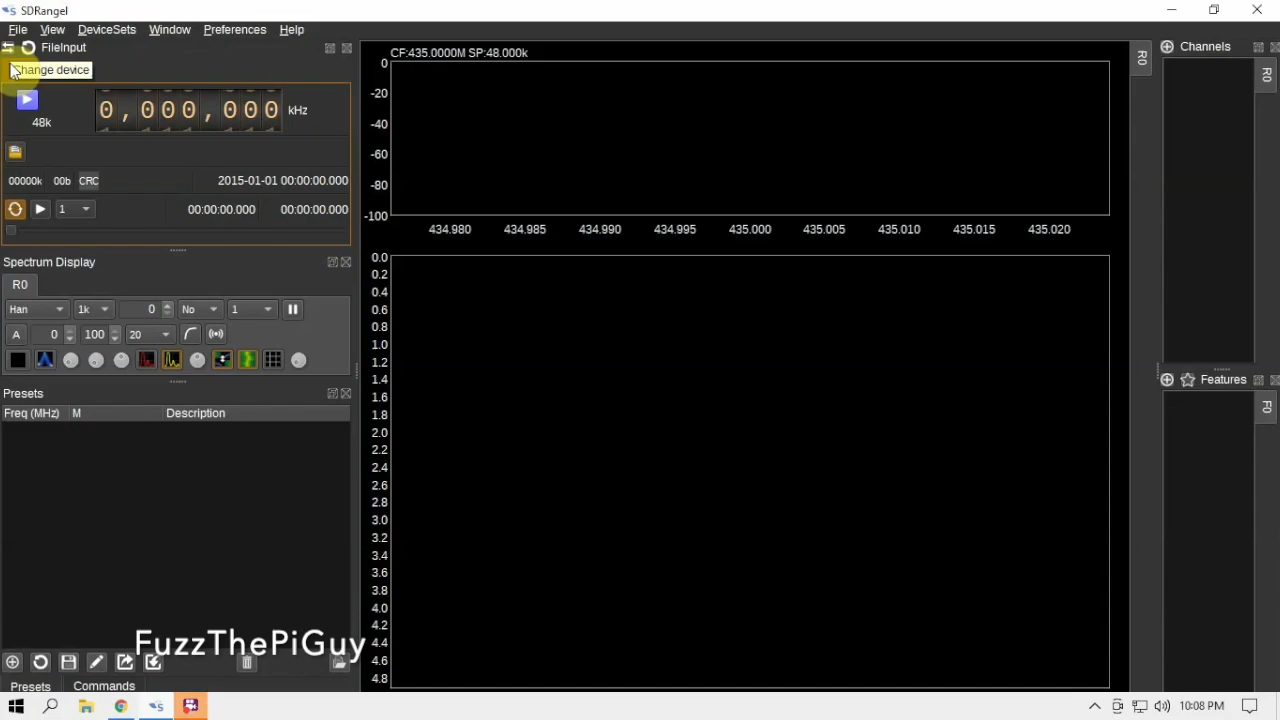 SDRangel
File View DeviceSets Window Preferences Help
FileInput
Change device
0,000,000 kHz
48k
00000k 00b CRC 2015-01-01 00:00:00.000
1 00:00:00.000 00:00:00.000
Spectrum Display
R0
Han 1k 0 No 1
A 0 100 20
Presets
Freq (MHz) M Description
Presets Commands
CF:435.0000M SP:48.000k
0
-20
-40
-60
-80
-100
434.980 434.985 434.990 434.995 435.000 435.005 435.010 435.015 435.020
0.0
0.2
0.4
0.6
0.8
1.0
1.2
1.4
1.6
1.8
2.0
2.2
2.4
2.6
2.8
3.0
3.2
3.4
3.6
3.8
4.0
4.2
4.4
4.6
4.8
R0
Channels
R0
Features
F0
FuzzThePiGuy
10:08 PM